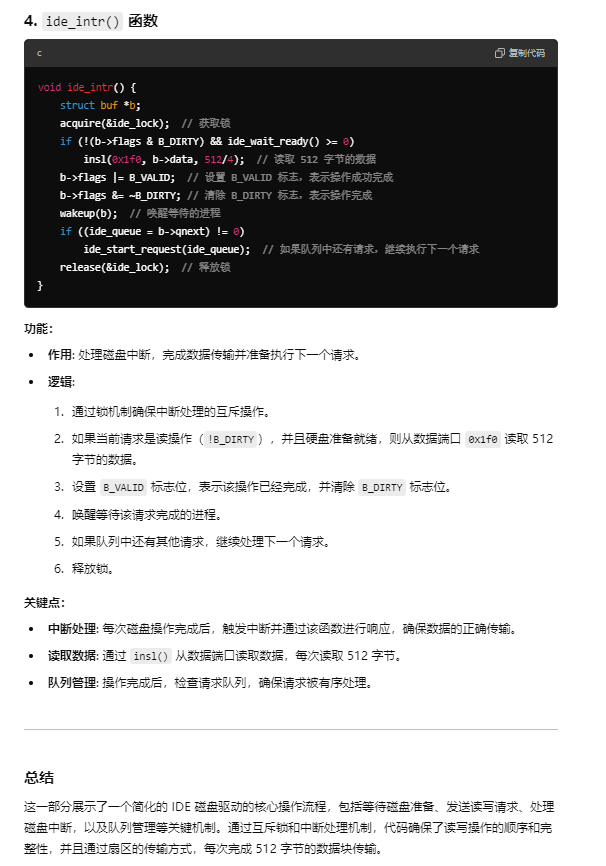 4. ide_intr() 函数
c
复制代码
void ide_intr() {
    struct buf *b;
    acquire(&ide_lock);  // 获取锁
    if (!(b->flags & B_DIRTY) && ide_wait_ready() >= 0)
        insl(0x1f0, b->data, 512/4);  // 读取 512 字节的数据
    b->flags |= B_VALID;  // 设置 B_VALID 标志，表示操作成功完成
    b->flags &= ~B_DIRTY; // 清除 B_DIRTY 标志，表示操作完成
    wakeup(b);  // 唤醒等待的进程
    if ((ide_queue = b->qnext) != 0)
        ide_start_request(ide_queue);  // 如果队列中还有请求，继续执行下一个请求
    release(&ide_lock);  // 释放锁
}
功能：
• 作用: 处理磁盘中断，完成数据传输并准备执行下一个请求。
• 逻辑:
1. 通过锁机制确保中断处理的互斥操作。
2. 如果当前请求是读操作（ !B_DIRTY ），并且硬盘准备就绪，则从数据端口 0x1f0 读取 512
字节的数据。
3. 设置 B_VALID 标志位，表示该操作已经完成，并清除 B_DIRTY 标志位。
4. 唤醒等待该请求完成的进程。
5. 如果队列中还有其他请求，继续处理下一个请求。
6. 释放锁。
关键点：
• 中断处理: 每次磁盘操作完成后，触发中断并通过该函数进行响应，确保数据的正确传输。
• 读取数据: 通过 insl() 从数据端口读取数据，每次读取 512 字节。
• 队列管理: 操作完成后，检查请求队列，确保请求被有序处理。
总结
这一部分展示了一个简化的 IDE 磁盘驱动的核心操作流程，包括等待磁盘准备、发送读写请求、处理
磁盘中断，以及队列管理等关键机制。通过互斥锁和中断处理机制，代码确保了读写操作的顺序和完
整性，并且通过扇区的传输方式，每次完成 512 字节的数据块传输。